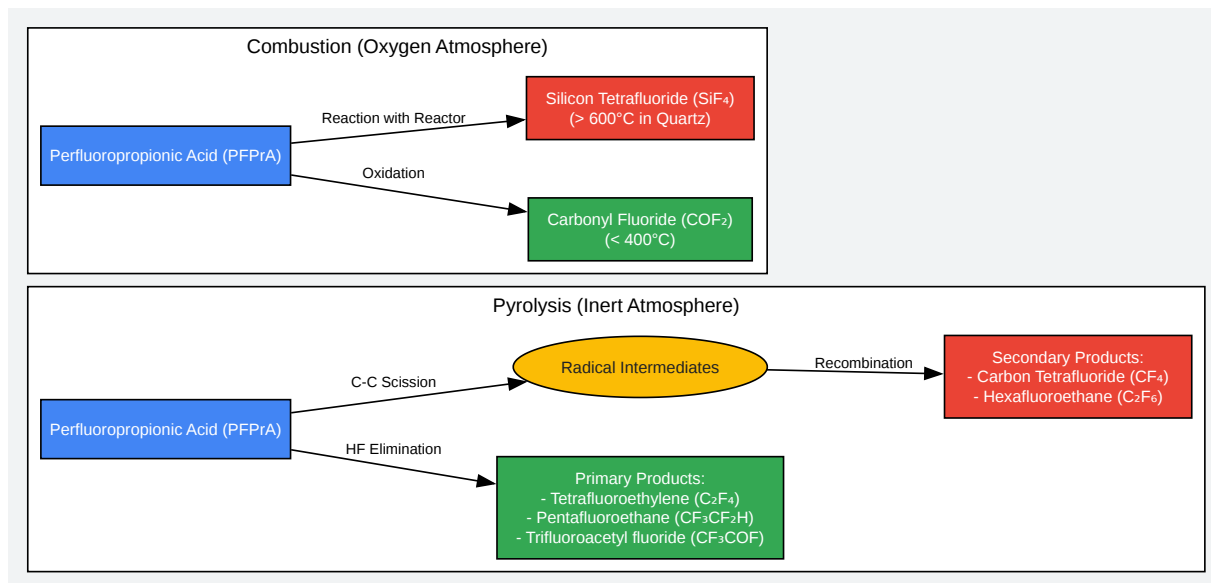 Combustion (Oxygen Atmosphere)
Perfluoropropionic Acid (PFPrA)
Reaction with Reactor
Silicon Tetrafluoride (SiF₄)
(> 600°C in Quartz)
Oxidation
Carbonyl Fluoride (COF₂)
(< 400°C)
Pyrolysis (Inert Atmosphere)
Perfluoropropionic Acid (PFPrA)
C-C Scission
Radical Intermediates
Recombination
Secondary Products:
- Carbon Tetrafluoride (CF₄)
- Hexafluoroethane (C₂F₆)
HF Elimination
Primary Products:
- Tetrafluoroethylene (C₂F₄)
- Pentafluoroethane (CF₃CF₂H)
- Trifluoroacetyl fluoride (CF₃COF)